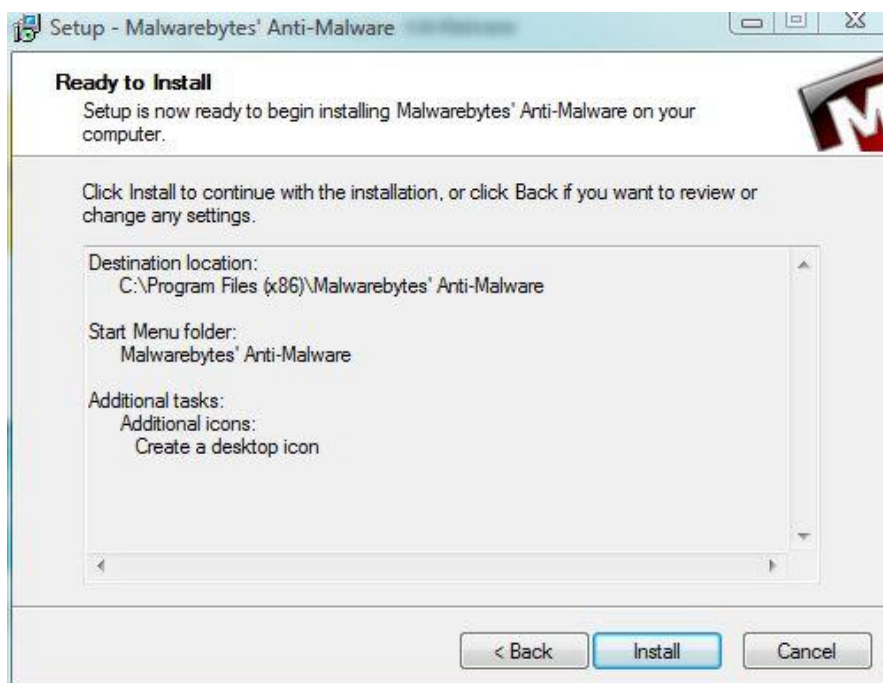 Setup - Malwarebytes' Anti-Malware
Ready to Install
Setup is now ready to begin installing Malwarebytes' Anti-Malware on your
computer.
Click Install to continue with the installation, or click Back if you want to review or
change any settings.
Destination location:
C:\Program Files (x86)\Malwarebytes' Anti-Malware
Start Menu folder:
Malwarebytes' Anti-Malware
Additional tasks:
Additional icons:
Create a desktop icon
< Back Install Cancel